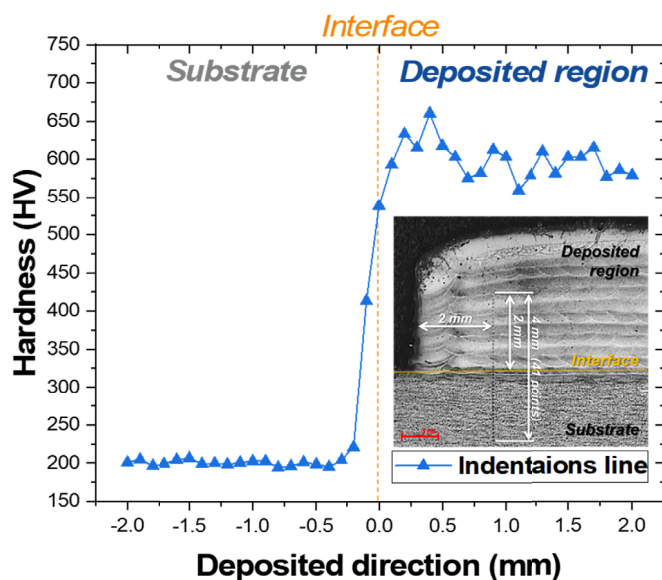 Interface
Substrate
Deposited region
750
700
650
600
550
500
450
400
350
300
250
200
150
Hardness (HV)
-2.0 -1.5 -1.0 -0.5 0.0 0.5 1.0 1.5 2.0
Deposited direction (mm)
Deposited
region
2 mm
2 mm
4 mm (41 points)
Interface
Substrate
Indentaions line